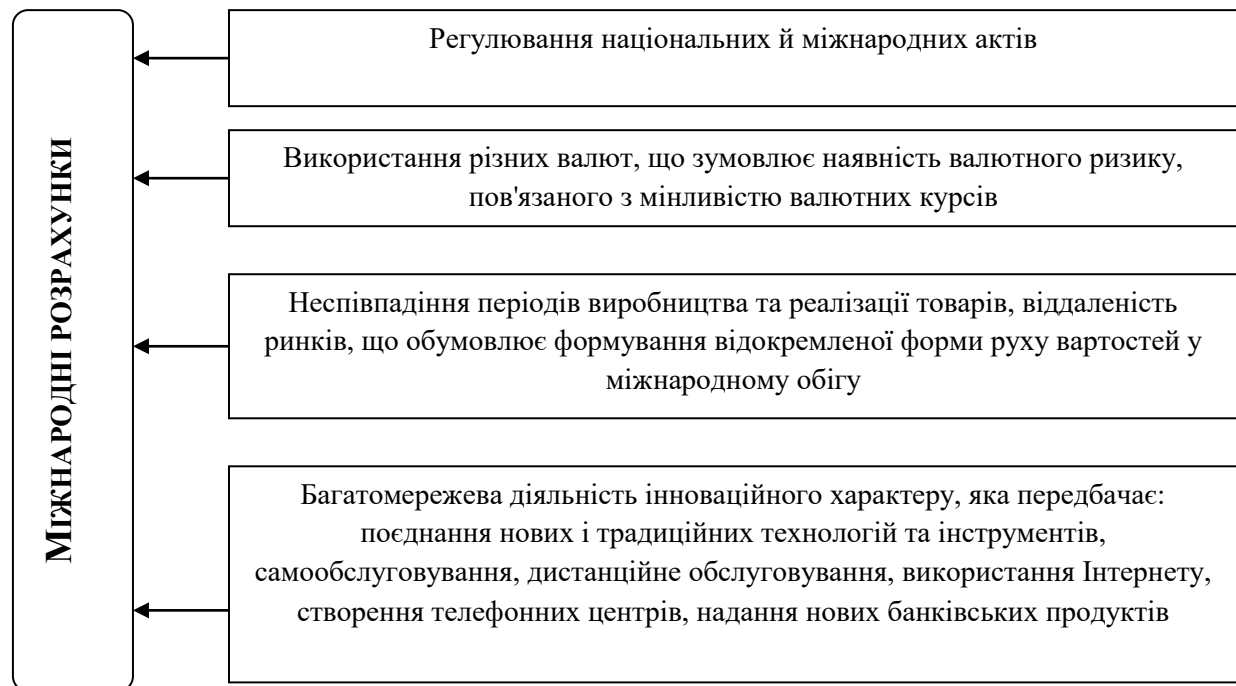 МІЖНАРОДНІ РОЗРАХУНКИ
Регулювання національних й міжнародних актів
Використання різних валют, що зумовлює наявність валютного ризику,
пов'язаного з мінливістю валютних курсів
Неспівпадіння періодів виробництва та реалізації товарів, віддаленість
ринків, що обумовлює формування відокремленої форми руху вартостей у
міжнародному обігу
Багатомережева діяльність інноваційного характеру, яка передбачає:
поєднання нових і традиційних технологій та інструментів,
самообслуговування, дистанційне обслуговування, використання Інтернету,
створення телефонних центрів, надання нових банківських продуктів